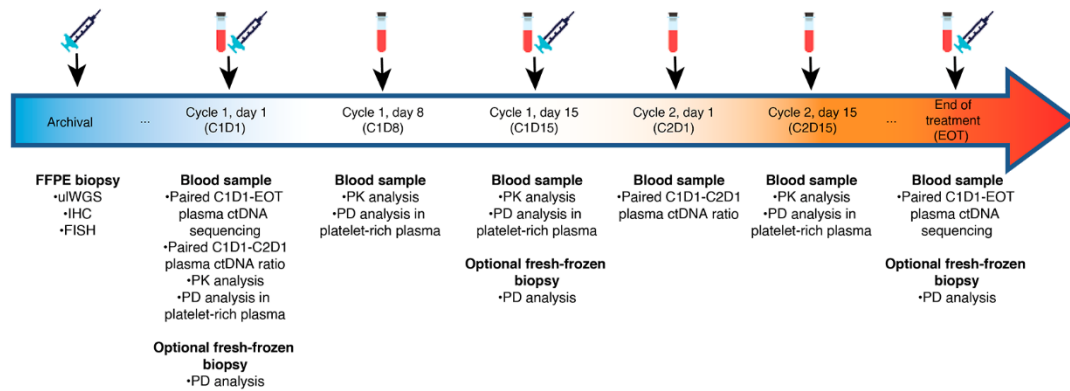 Archival
...
Cycle 1, day 1
(C1D1)
Cycle 1, day 8
(C1D8)
Cycle 1, day 15
(C1D15)
Cycle 2, day 1
(C2D1)
Cycle 2, day 15
(C2D15)
...
End of
treatment
(EOT)
FFPE biopsy
•ulWGS
•IHC
•FISH
Blood sample
•Paired C1D1-EOT
plasma ctDNA
sequencing
•Paired C1D1-C2D1
plasma ctDNA ratio
•PK analysis
•PD analysis in
platelet-rich plasma
Optional fresh-frozen
biopsy
•PD analysis
Blood sample
•PK analysis
•PD analysis in
platelet-rich plasma
Blood sample
•PK analysis
•PD analysis in
platelet-rich plasma
Optional fresh-frozen
biopsy
•PD analysis
Blood sample
•Paired C1D1-C2D1
plasma ctDNA ratio
Blood sample
•PK analysis
•PD analysis in
platelet-rich plasma
Blood sample
•Paired C1D1-EOT
plasma ctDNA
sequencing
Optional fresh-frozen
biopsy
•PD analysis